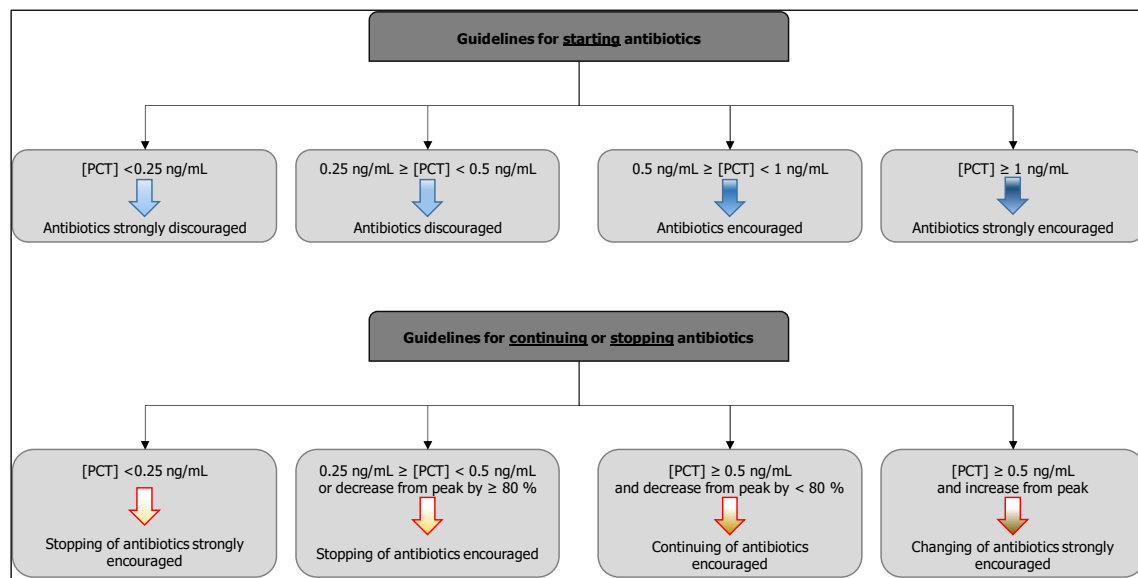 Guidelines for starting antibiotics
[PCT] <0.25 ng/mL
Antibiotics strongly discouraged
0.25 ng/mL ≥ [PCT] < 0.5 ng/mL
Antibiotics discouraged
0.5 ng/mL ≥ [PCT] < 1 ng/mL
Antibiotics encouraged
[PCT] ≥ 1 ng/mL
Antibiotics strongly encouraged
Guidelines for continuing or stopping antibiotics
[PCT] <0.25 ng/mL
Stopping of antibiotics strongly
encouraged
0.25 ng/mL ≥ [PCT] < 0.5 ng/mL
or decrease from peak by ≥ 80 %
Stopping of antibiotics encouraged
[PCT] ≥ 0.5 ng/mL
and decrease from peak by < 80 %
Continuing of antibiotics
encouraged
[PCT] ≥ 0.5 ng/mL
and increase from peak
Changing of antibiotics strongly
encouraged